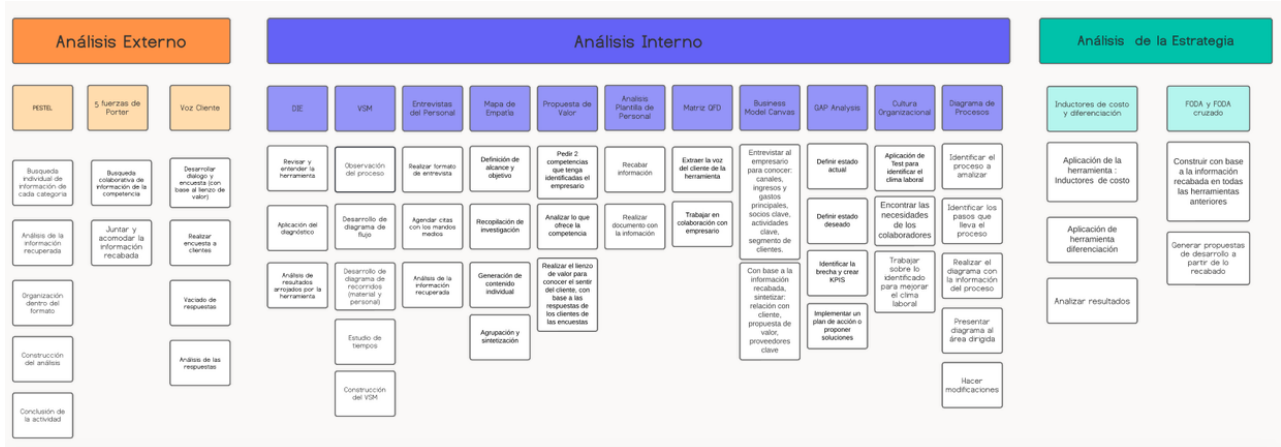 Análisis Externo
Análisis Interno
Análisis de la Estrategia
PESTEL
5 fuerzas de
Porter
Voz Cliente
DIE
VSM
Entrevistas
del Personal
Mapa de
Empatía
Propuesta de
Valor
Analisis
Plantilla de
Personal
Matriz QFD
Business
Model Canvas
GAP Analysis
Cultura
Organizacional
Diagrama de
Procesos
Inductores de costo
y diferenciación
FODA y FODA
cruzado
Busqueda
individual de
información de
cada categoria
Análisis de la
información
recuperada
Organización
dentro del
formato
Construcción
del análisis
Conclusión de
la actividad
Busqueda
colaborativa de
información de la
competencia
Juntar y
acomodar la
información
recabada
Desarrollar
dialogo y
encuesta (con
base al lienzo de
valor)
Realizar
encuesta a
clientes
Vaciado de
respuestas
Análisis de las
respuestas
Revisar y
entender la
herramienta
Aplicación del
diagnóstico
Análisis de
resultados
arrojados por la
herramienta
Observación
del proceso
Desarrollo de
diagrama de
flujo
Desarrollo de
diagrama de
recorridos
(material y
personal)
Estudio de
tiempos
Construcción
del VSM
Realizar formato
de entrevista
Agendar citas
con los mandos
medios
Análisis de la
información
recuperada
Definición de
alcance y
objetivo
Recopilación de
investigación
Generación de
contenido
individual
Agrupación y
sintetización
Pedir 2
competencias
que tenga
identificadas el
empresario
Analizar lo que
ofrece la
competencia
Realizar el lienzo
de valor para
conocer el sentir
del cliente, con
base a las
respuestas de
los clientes de
las encuestas
Recabar
información
Realizar
documento con
la infomación
Extraer la voz
del cliente de la
herramienta
Trabajar en
colaboración con
empresario
Entrevistar al
empresario
para conocer:
canales,
ingresos y
gastos
principales,
socios clave,
actividades
clave,
segmento de
clientes,
Con base a la
información
recabada,
sintetizar:
relación con
cliente,
propuesta de
valor,
proveedores
clave
Definir estado
actual
Definir estado
deseado
Identificar la
brecha y crear
KPIS
Implementar un
plan de acción o
proponer
soluciones
Aplicación de
Test para
identificar el
clima laboral
Encontrar las
necesidades
de los
colaboradores
Trabajar
sobre lo
identificado
para mejorar
el clima
laboral
Identificar el
proceso a
analizar
Identificar los
pasos que
lleva el
proceso
Realizar el
diagrama con
la información
del proceso
Presentar
diagrama al
área dirigida
Hacer
modificaciones
Aplicación de la
herramienta :
Inductores de costo
Aplicación de
herramienta
diferenciación
Analizar resultados
Construir con base
a la información
recabada en todas
las herramientas
anteriores
Generar propuestas
de desarrollo a
partir de lo
recabado